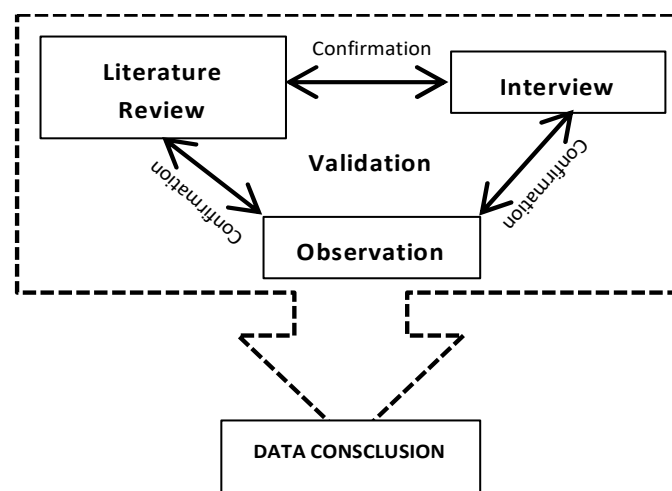 Confirmation
Literature
Review
Interview
Validation
Confirmation
Confirmation
Observation
DATA CONSCLUSION